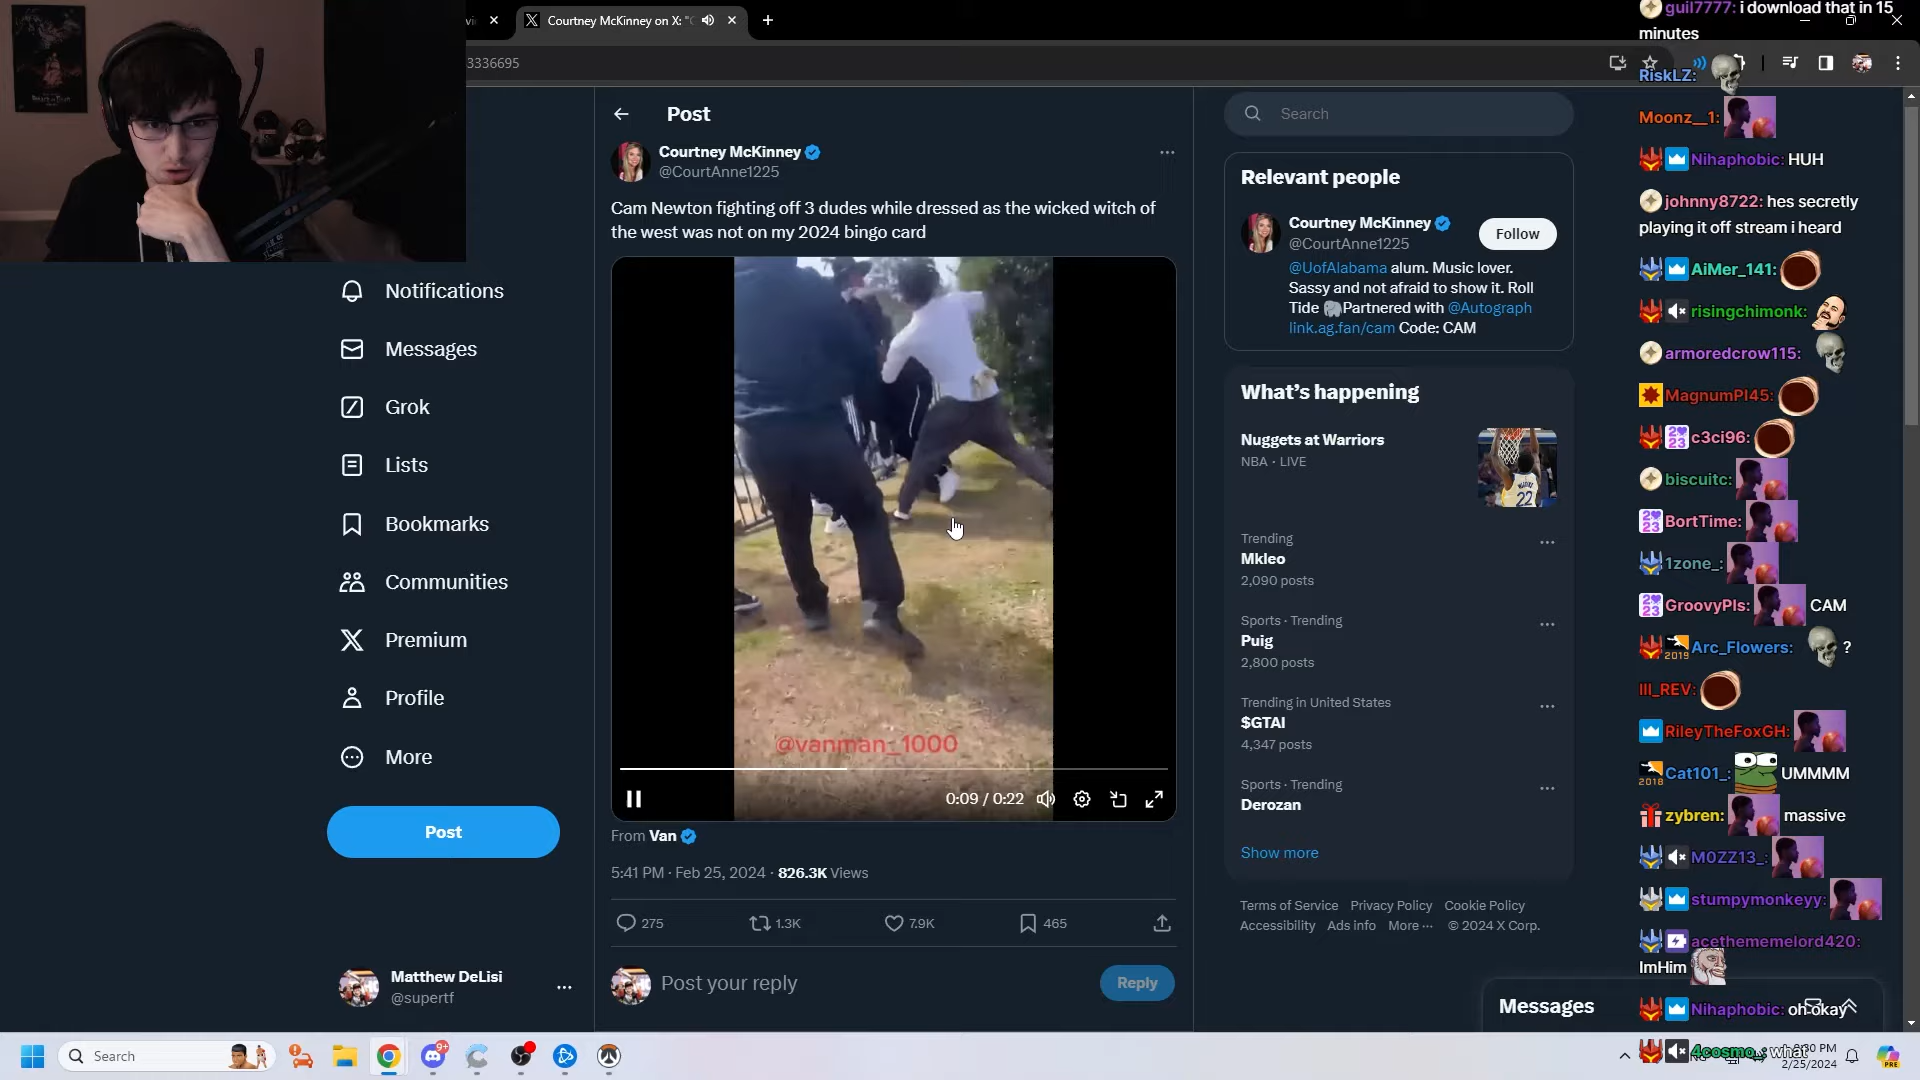 Courtney McKinney on X: "C
3336695
Post
Courtney McKinney
@CourtAnne1225
Cam Newton fighting off 3 dudes while dressed as the wicked witch of
the west was not on my 2024 bingo card
@vanman_1000
0:09 / 0:22
From Van
5:41 PM · Feb 25, 2024 · 826.3K Views
275
1.3K
7.9K
465
Post your reply
Reply
Notifications
Messages
Grok
Lists
Bookmarks
Communities
Premium
Profile
More
Post
Matthew DeLisi
@supertf
Search
Relevant people
Courtney McKinney
@CourtAnne1225
Follow
@UofAlabama alum. Music lover.
Sassy and not afraid to show it. Roll
Tide Partnered with @Autograph
link.ag.fan/cam Code: CAM
What's happening
Nuggets at Warriors
NBA · LIVE
Trending
Mkleo
2,090 posts
Sports · Trending
Puig
2,800 posts
Trending in United States
$GTAI
4,347 posts
Sports · Trending
Derozan
Show more
Terms of Service Privacy Policy Cookie Policy
Accessibility Ads info More ··· © 2024 X Corp.
Messages
guil7777: i download that in 15
minutes
RiskLZ:
Moonz__1:
Nihaphobic: HUH
johnny8722: hes secretly
playing it off stream i heard
AiMer_141:
risingchimonk:
armoredcrow115:
MagnumPI45:
c3ci96:
biscuitc:
BortTime:
1zone_:
GroovyPls: CAM
Arc_Flowers: ?
III_REV:
RileyTheFoxGH:
Cat101_: UMMMM
zybren: massive
M0ZZ13_:
stumpymonkeyy:
acethememelord420:
ImHim
Nihaphobic: oh okay
4cosmo_: what
Search
9+
:30 PM
2/25/2024